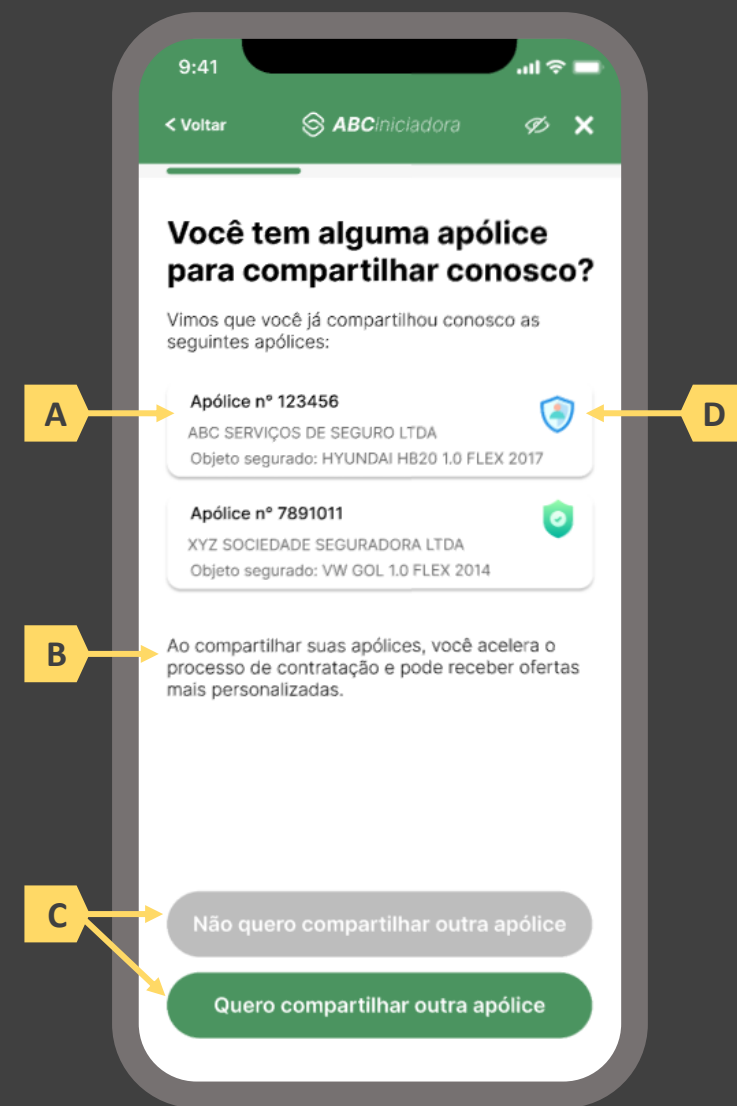 9:41
< Voltar
ABCiniciadora
Você tem alguma apólice
para compartilhar conosco?
Vimos que você já compartilhou conosco as
seguintes apólices:
A
Apólice n° 123456
D
ABC SERVIÇOS DE SEGURO LTDA
Objeto segurado: HYUNDAI HB20 1.0 FLEX 2017
Apólice n° 7891011
XYZ SOCIEDADE SEGURADORA LTDA
Objeto segurado: VW GOL 1.0 FLEX 2014
B
Ao compartilhar suas apólices, você acelera o
processo de contratação e pode receber ofertas
mais personalizadas.
C
Não quero compartilhar outra apólice
Quero compartilhar outra apólice